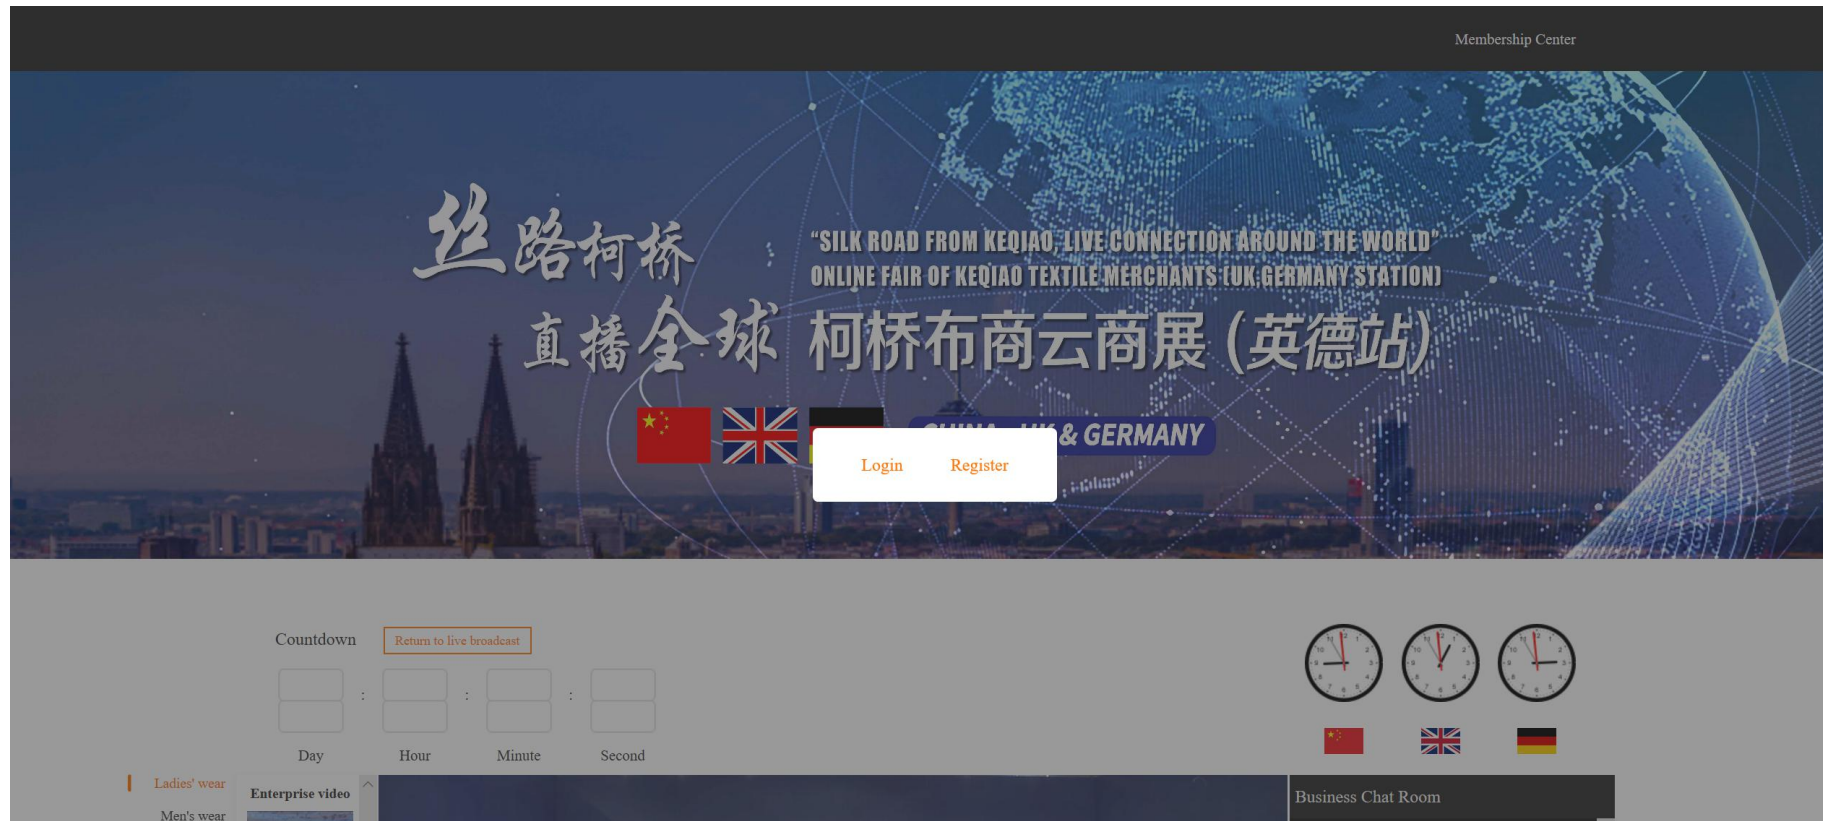 Membership Center
丝路柯桥
直播全球
“SILK ROAD FROM KEQIAO, LIVE CONNECTION AROUND THE WORLD”
ONLINE FAIR OF KEQIAO TEXTILE MERCHANTS (UK,GERMANY STATION)
柯桥布商云商展 (英德站)
& GERMANY
Login Register
Countdown Return to live broadcast
: : :
Day Hour Minute Second
Ladies' wear
Men's wear
Enterprise video
Business Chat Room